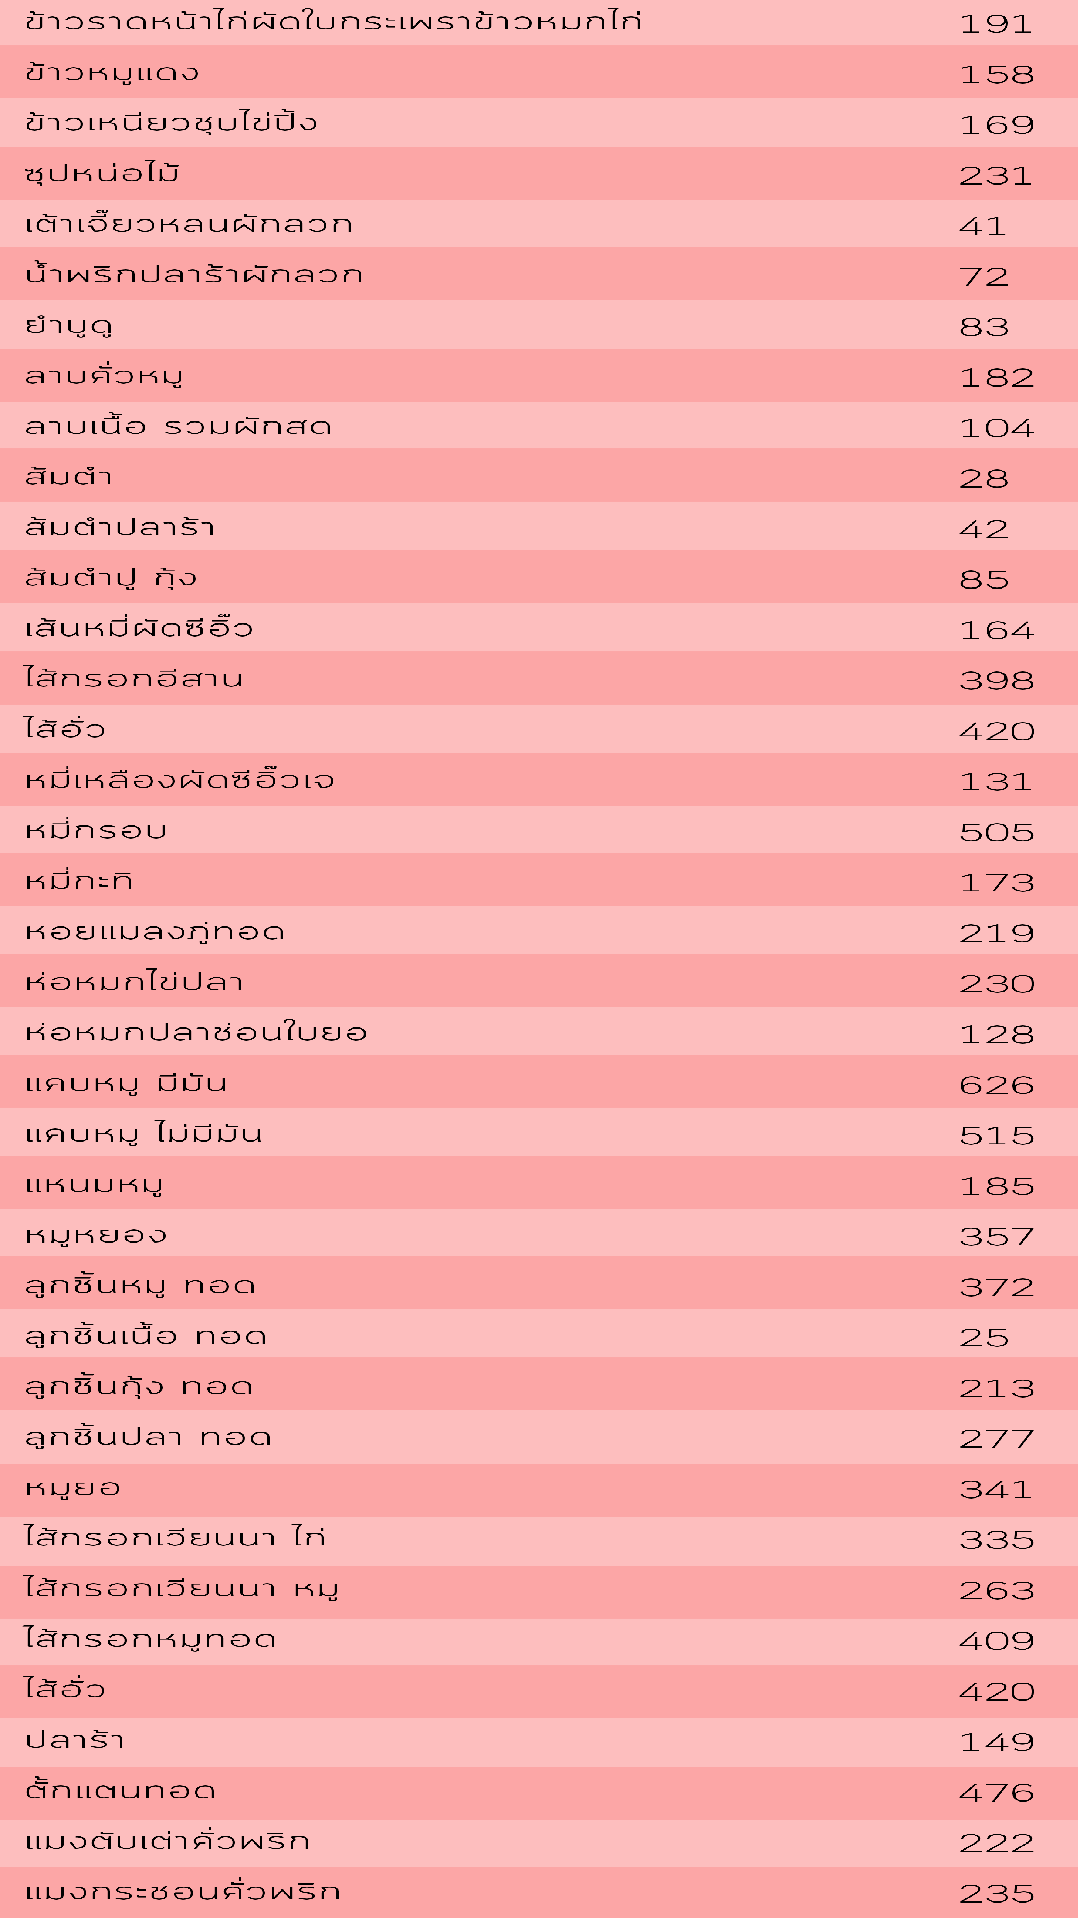 ข้าวราดหน้าไก่ผัดใบกระเพราข้าวหมกไก่ 191
ข้าวหมูแดง 158
ข้าวเหนียวชุบไข่ปิ้ง 169
ซุปหน่อไม้ 231
เต้าเจี้ยวหลนผักลวก 41
น้ำพริกปลาร้าผักลวก 72
ยำบูดู 83
ลาบคั่วหมู 182
ลาบเนื้อ รวมผักสด 104
ส้มตำ 28
ส้มตำปลาร้า 42
ส้มตำปู กุ้ง 85
เส้นหมี่ผัดซีอิ๊ว 164
ไส้กรอกอีสาน 398
ไส้อั่ว 420
หมี่เหลืองผัดซีอิ๊วเจ 131
หมี่กรอบ 505
หมี่กะทิ 173
หอยแมลงภู่ทอด 219
ห่อหมกไข่ปลา 230
ห่อหมกปลาช่อนใบยอ 128
แคบหมู มีมัน 626
แคบหมู ไม่มีมัน 515
แหนมหมู 185
หมูหยอง 357
ลูกชิ้นหมู ทอด 372
ลูกชิ้นเนื้อ ทอด 25
ลูกชิ้นกุ้ง ทอด 213
ลูกชิ้นปลา ทอด 277
หมูยอ 341
ไส้กรอกเวียนนา ไก่ 335
ไส้กรอกเวียนนา หมู 263
ไส้กรอกหมูทอด 409
ไส้อั่ว 420
ปลาร้า 149
ตั๊กแตนทอด 476
แมงตับเต่าคั่วพริก 222
แมงกระชอนคั่วพริก 235